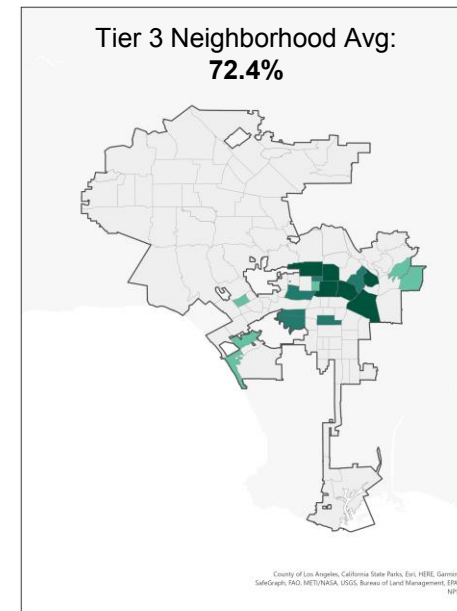 Tier 3 Neighborhood Avg:
72.4%
County of Los Angeles, California State Parks, Esri, HERE, Garmin,
SafeGraph, FAO, METI/NASA, USGS, Bureau of Land Management, EPA,
NPS